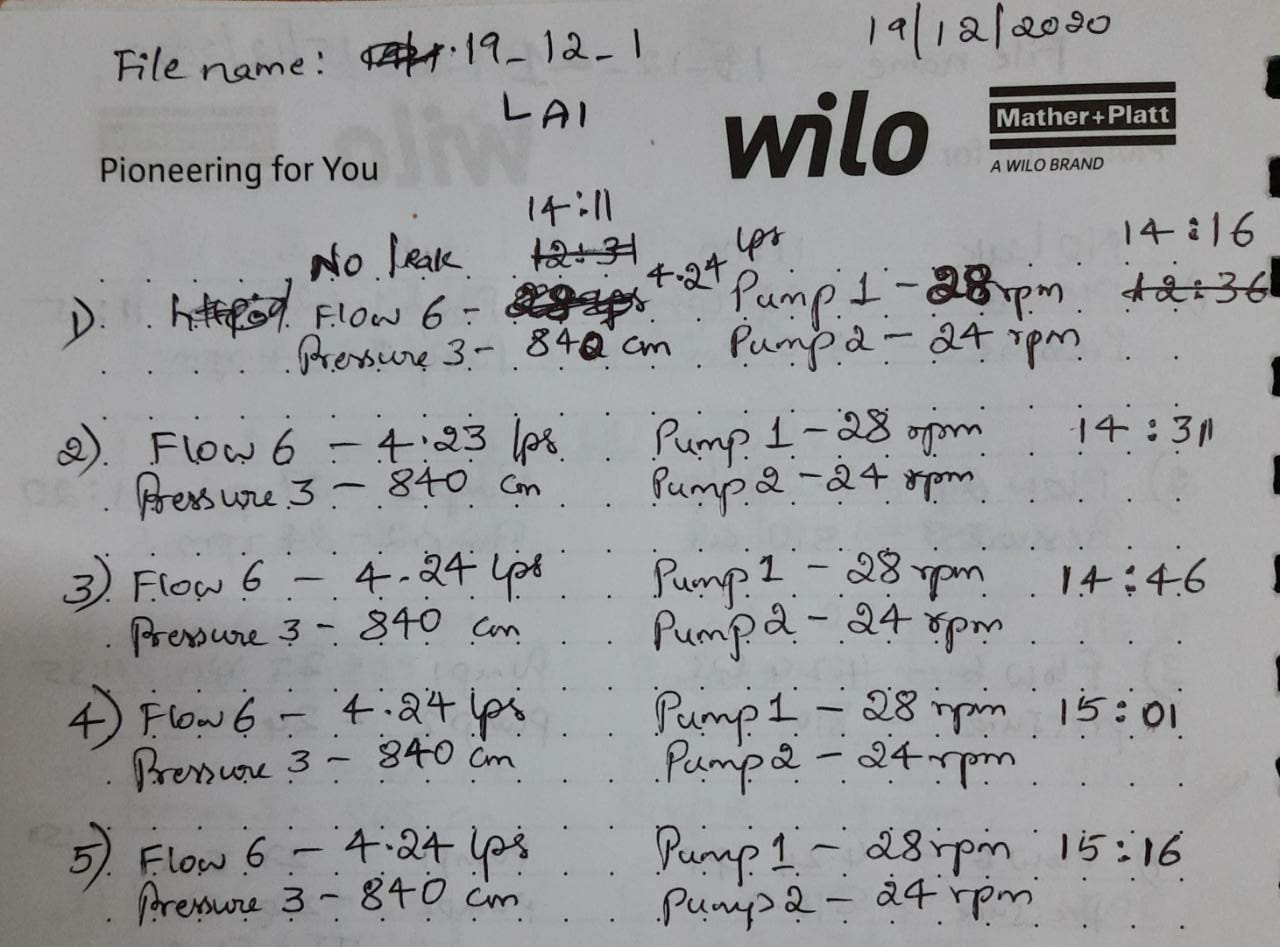 File name: 19_12_1
19/12/2020
LAI
Pioneering for You
wilo
Mather+Platt
A WILO BRAND
14:11
No leak 12:31 14:16
1) Flow 6 - 4.24 lps Pump 1 - 28 rpm 12:36
Pressure 3 - 840 cm Pump 2 - 24 rpm
2) Flow 6 - 4.23 lps Pump 1 - 28 rpm 14:31
Pressure 3 - 840 cm Pump 2 - 24 rpm
3) Flow 6 - 4.24 lps Pump 1 - 28 rpm 14:46
Pressure 3 - 840 cm Pump 2 - 24 rpm
4) Flow 6 - 4.24 lps Pump 1 - 28 rpm 15:01
Pressure 3 - 840 cm Pump 2 - 24 rpm
5) Flow 6 - 4.24 lps Pump 1 - 28 rpm 15:16
Pressure 3 - 840 cm Pump 2 - 24 rpm